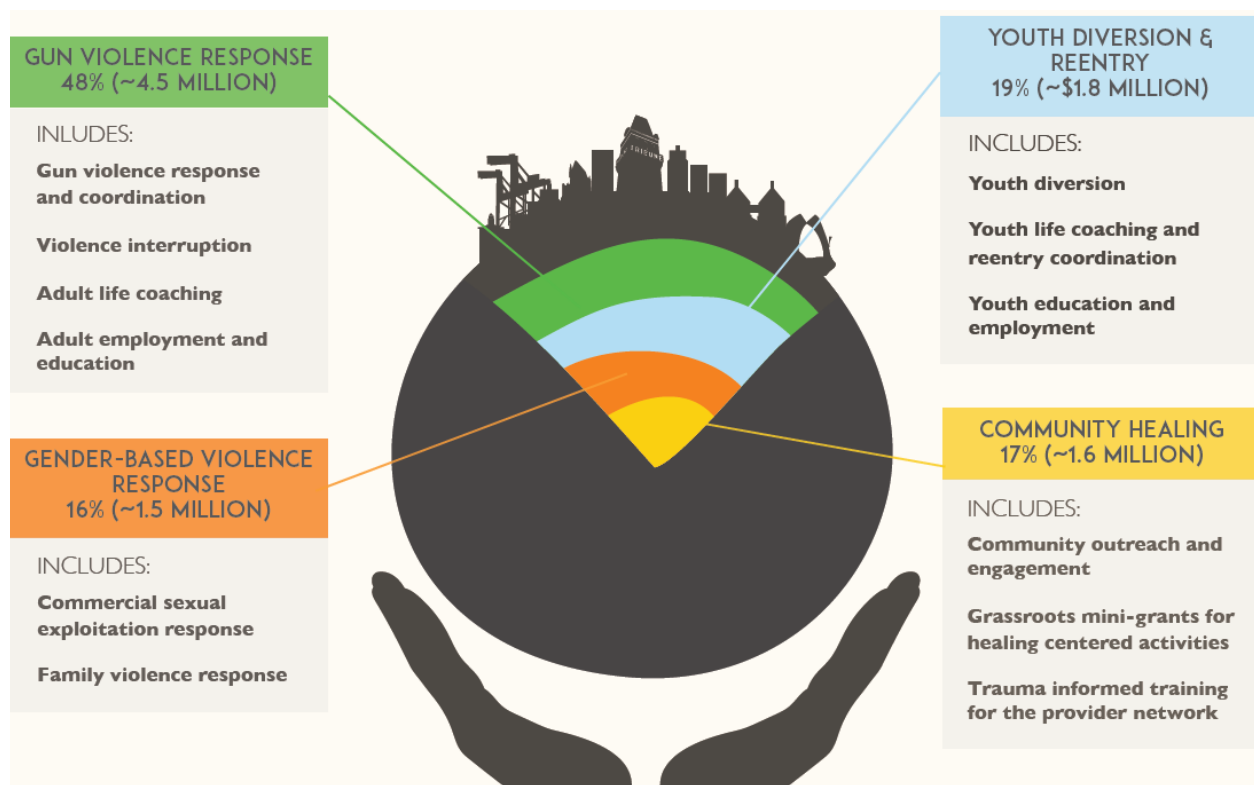 GUN VIOLENCE RESPONSE
48% (~4.5 MILLION)
INLUDES:
Gun violence response
and coordination
Violence interruption
Adult life coaching
Adult employment and
education
YOUTH DIVERSION &
REENTRY
19% (~$1.8 MILLION)
INCLUDES:
Youth diversion
Youth life coaching and
reentry coordination
Youth education and
employment
TRIBUNE
GENDER-BASED VIOLENCE
RESPONSE
16% (~1.5 MILLION)
INCLUDES:
Commercial sexual
exploitation response
Family violence response
COMMUNITY HEALING
17% (~1.6 MILLION)
INCLUDES:
Community outreach and
engagement
Grassroots mini-grants for
healing centered activities
Trauma informed training
for the provider network